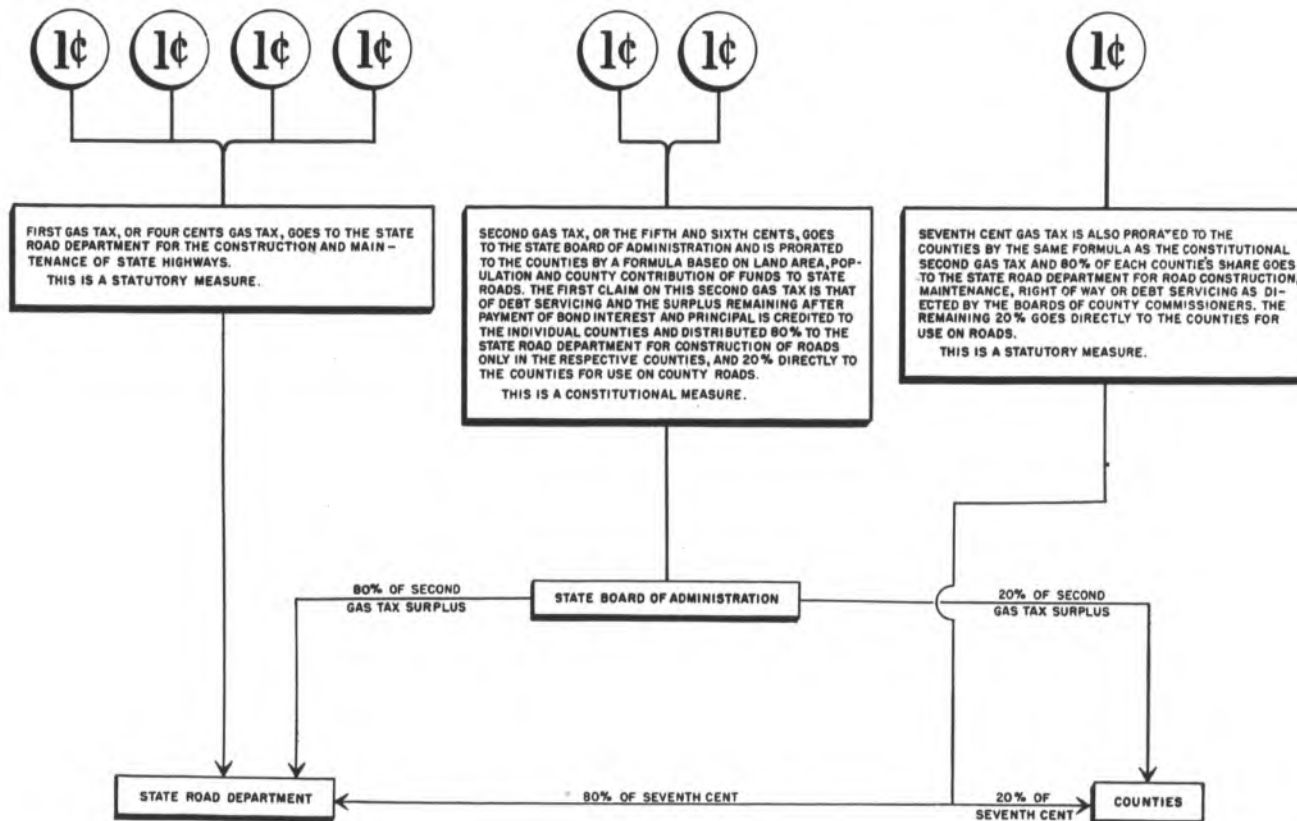 1¢ 1¢ 1¢ 1¢ 1¢ 1¢ 1¢
FIRST GAS TAX, OR FOUR CENTS GAS TAX, GOES TO THE STATE
ROAD DEPARTMENT FOR THE CONSTRUCTION AND MAIN-
TENANCE OF STATE HIGHWAYS.
THIS IS A STATUTORY MEASURE.
SECOND GAS TAX, OR THE FIFTH AND SIXTH CENTS, GOES
TO THE STATE BOARD OF ADMINISTRATION AND IS PRORATED
TO THE COUNTIES BY A FORMULA BASED ON LAND AREA, POP-
ULATION AND COUNTY CONTRIBUTION OF FUNDS TO STATE
ROADS. THE FIRST CLAIM ON THIS SECOND GAS TAX IS THAT
OF DEBT SERVICING AND THE SURPLUS REMAINING AFTER
PAYMENT OF BOND INTEREST AND PRINCIPAL IS CREDITED TO
THE INDIVIDUAL COUNTIES AND DISTRIBUTED 80% TO THE
STATE ROAD DEPARTMENT FOR CONSTRUCTION OF ROADS
ONLY IN THE RESPECTIVE COUNTIES, AND 20% DIRECTLY TO
THE COUNTIES FOR USE ON COUNTY ROADS.
THIS IS A CONSTITUTIONAL MEASURE.
SEVENTH CENT GAS TAX IS ALSO PRORATED TO THE
COUNTIES BY THE SAME FORMULA AS THE CONSTITUTIONAL
SECOND GAS TAX AND 80% OF EACH COUNTIE'S SHARE GOES
TO THE STATE ROAD DEPARTMENT FOR ROAD CONSTRUCTION,
MAINTENANCE, RIGHT OF WAY OR DEBT SERVICING AS DI-
RECTED BY THE BOARDS OF COUNTY COMMISSIONERS. THE
REMAINING 20% GOES DIRECTLY TO THE COUNTIES FOR
USE ON ROADS.
THIS IS A STATUTORY MEASURE.
80% OF SECOND
GAS TAX SURPLUS
STATE BOARD OF ADMINISTRATION
20% OF SECOND
GAS TAX SURPLUS
STATE ROAD DEPARTMENT
80% OF SEVENTH CENT
20% OF
SEVENTH CENT
COUNTIES